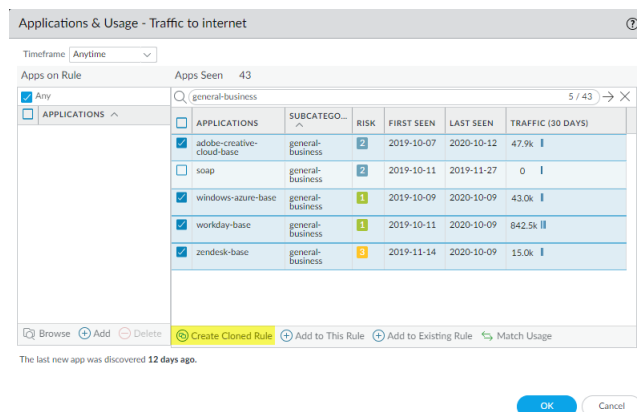 Applications & Usage - Traffic to internet
Timeframe Anytime
Apps on Rule
Apps Seen 43
Any
general-business 5 / 43
APPLICATIONS
APPLICATIONS SUBCATEGO... RISK FIRST SEEN LAST SEEN TRAFFIC (30 DAYS)
adobe-creative-cloud-base general-business 2 2019-10-07 2020-10-12 47.9k
soap general-business 2 2019-10-11 2019-11-27 0
windows-azure-base general-business 1 2019-10-09 2020-10-09 43.0k
workday-base general-business 1 2019-10-11 2020-10-09 842.5k
zendesk-base general-business 3 2019-11-14 2020-10-09 15.0k
Browse Add Delete
Create Cloned Rule Add to This Rule Add to Existing Rule Match Usage
The last new app was discovered 12 days ago.
OK Cancel